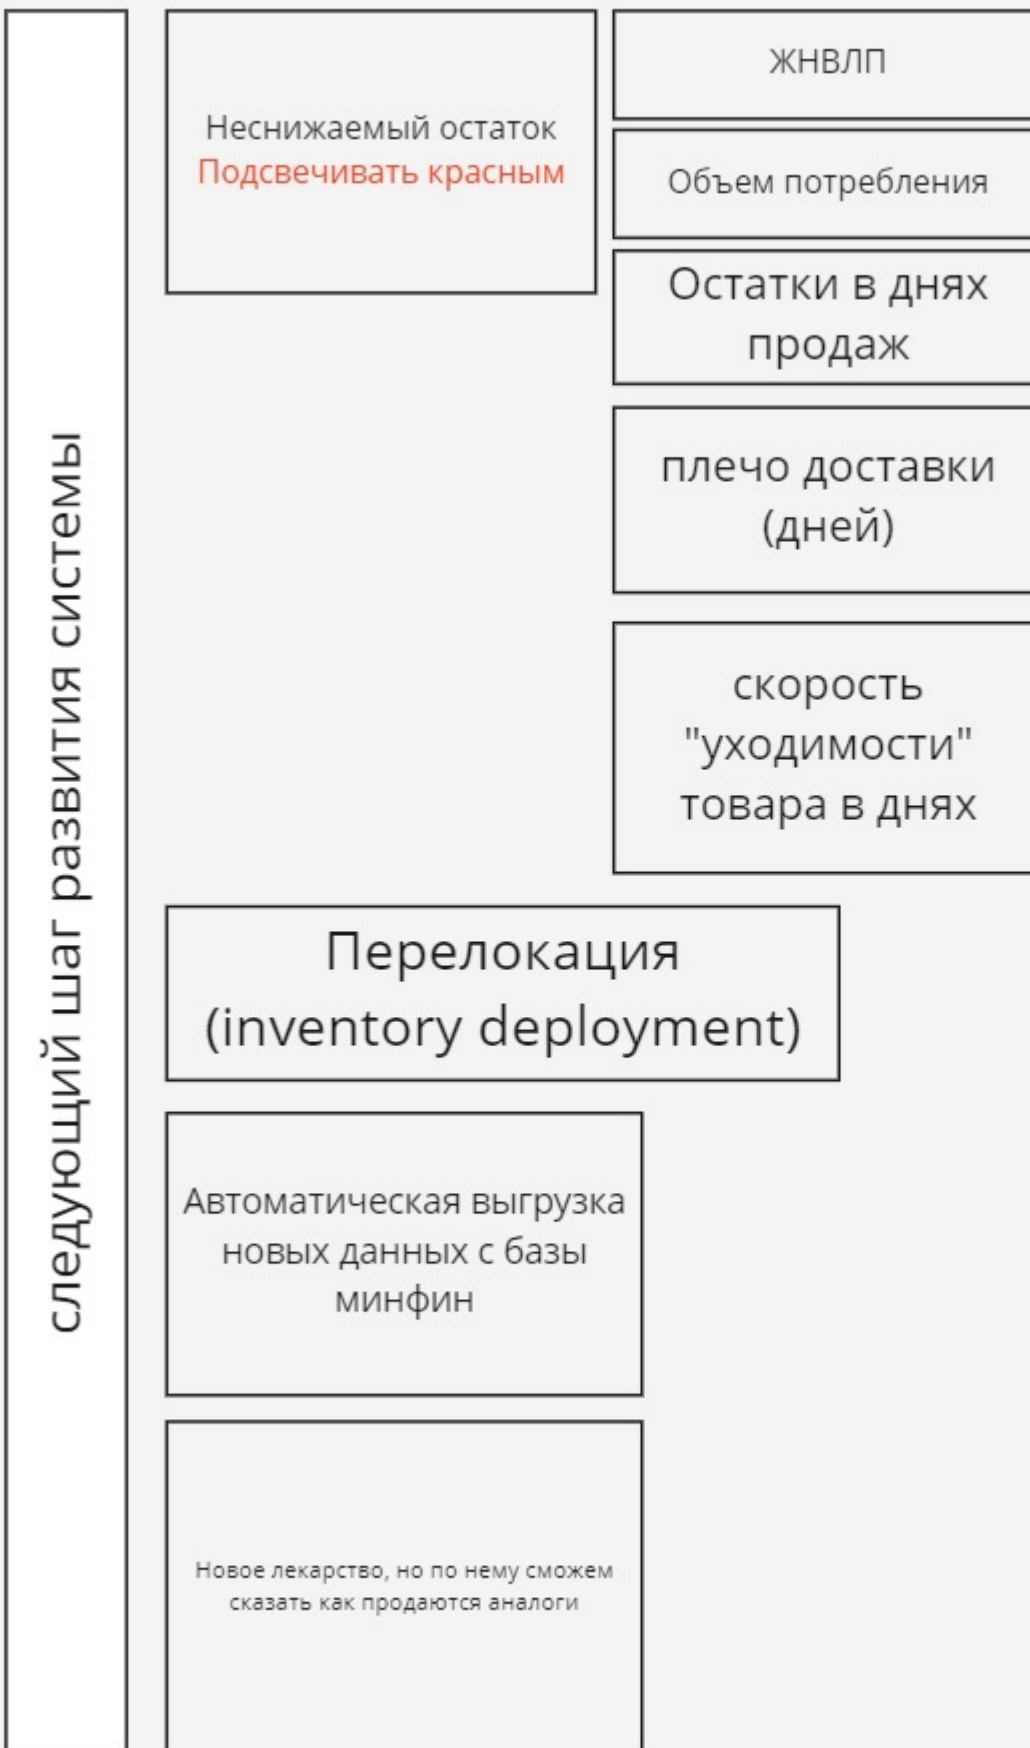 следующий шаг развития системы
Неснижаемый остаток
Подсвечивать красным
ЖНВЛП
Объем потребления
Остатки в днях
продаж
плечо доставки
(дней)
скорость
"уходимости"
товара в днях
Перелокация
(inventory deployment)
Автоматическая выгрузка
новых данных с базы
минфин
Новое лекарство, но по нему сможем
сказать как продаются аналоги